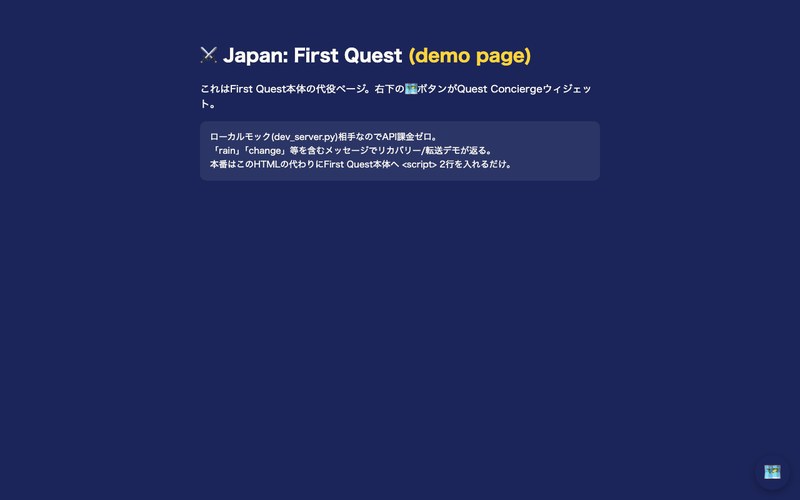 ⚔ Japan: First Quest (demo page)
これはFirst Quest本体の代役ページ。右下の🗺ボタンがQuest Conciergeウィジェッ
ト。
ローカルモック(dev_server.py)相手なのでAPI課金ゼロ。
「rain」「change」等を含むメッセージでリカバリー/転送デモが返る。
本番はこのHTMLの代わりにFirst Quest本体へ <script> 2行を入れるだけ。